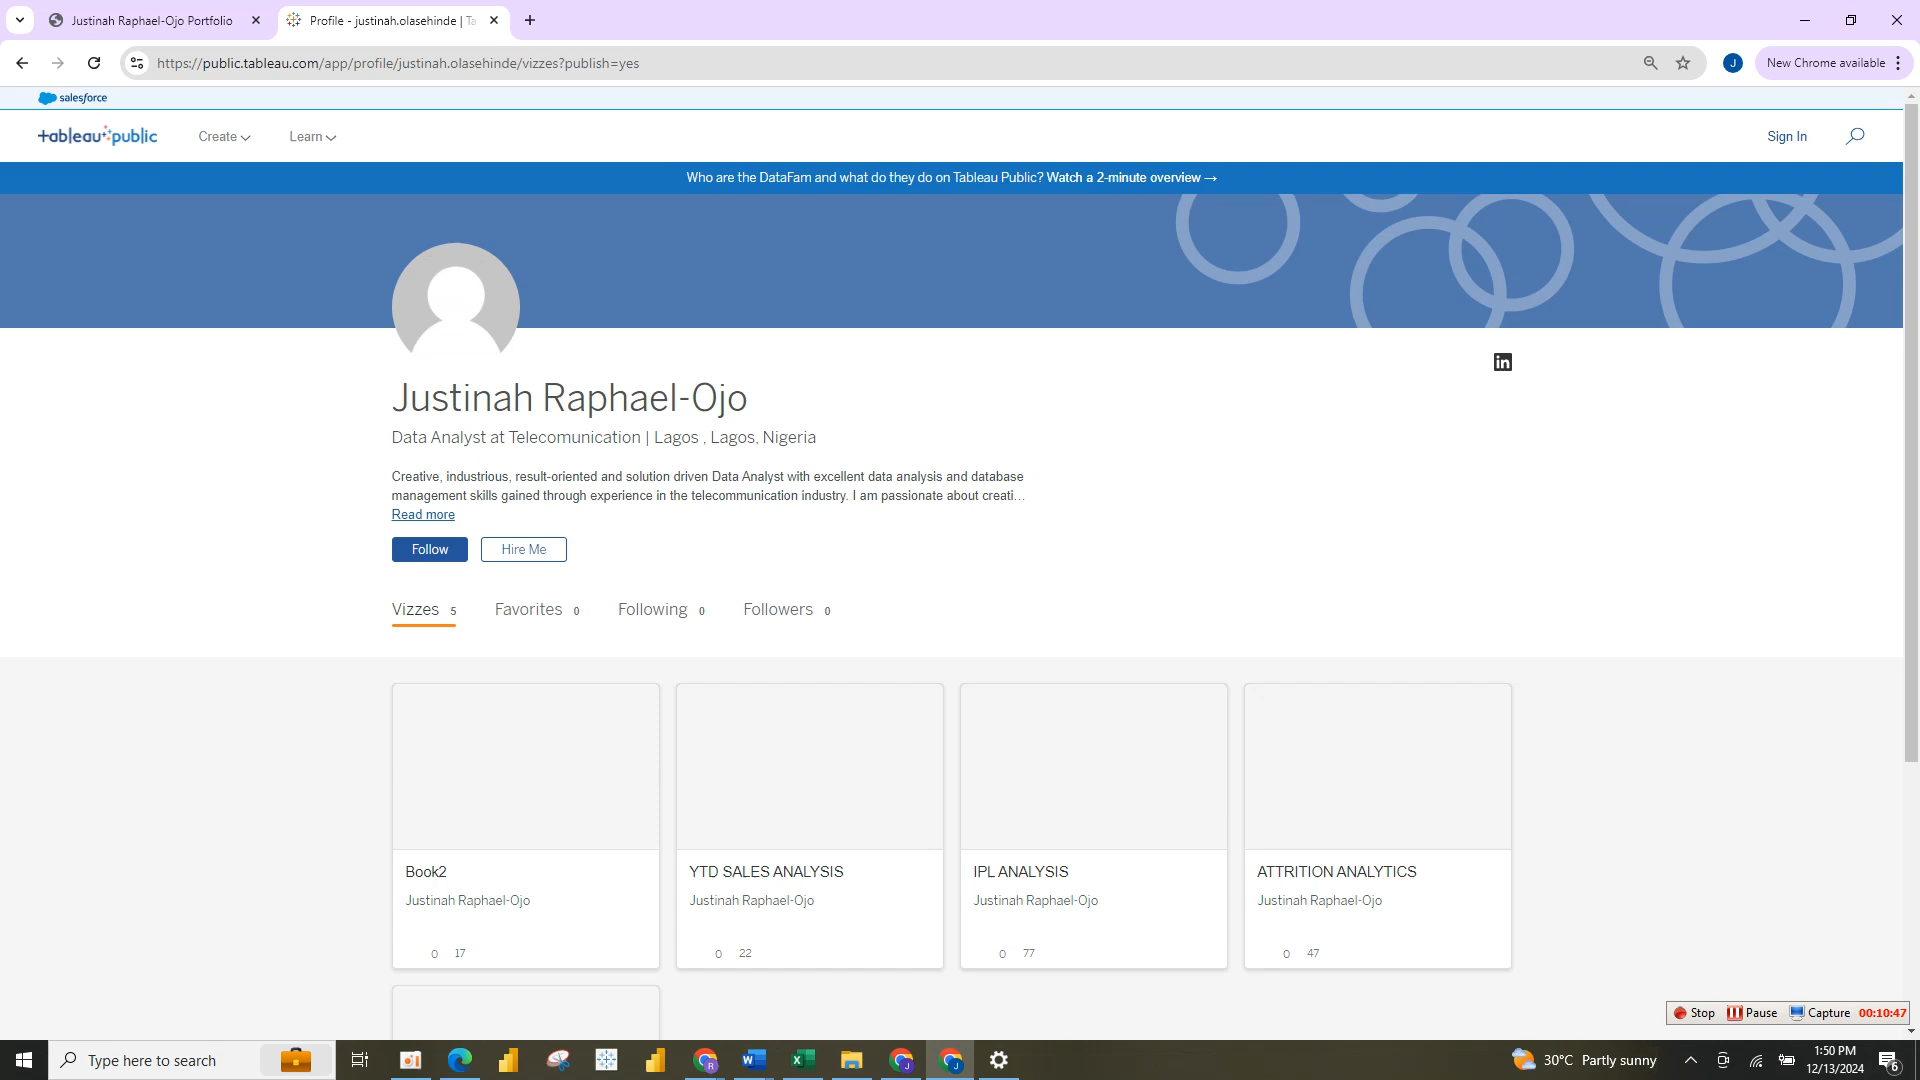 Justinah Raphael-Ojo Portfolio
Profile - justinah.olasehinde | Ta
https://public.tableau.com/app/profile/justinah.olasehinde/vizzes?publish=yes
J
New Chrome available
salesforce
+ableau+public
Create
Learn
Sign In
Who are the DataFam and what do they do on Tableau Public? Watch a 2-minute overview →
in
Justinah Raphael-Ojo
Data Analyst at Telecomunication | Lagos , Lagos, Nigeria
Creative, industrious, result-oriented and solution driven Data Analyst with excellent data analysis and database
management skills gained through experience in the telecommunication industry. I am passionate about creati...
Read more
Follow
Hire Me
Vizzes 5
Favorites 0
Following 0
Followers 0
Book2
Justinah Raphael-Ojo
0 17
YTD SALES ANALYSIS
Justinah Raphael-Ojo
0 22
IPL ANALYSIS
Justinah Raphael-Ojo
0 77
ATTRITION ANALYTICS
Justinah Raphael-Ojo
0 47
Stop
Pause
Capture
00:10:47
Type here to search
30°C Partly sunny
1:50 PM
12/13/2024
6